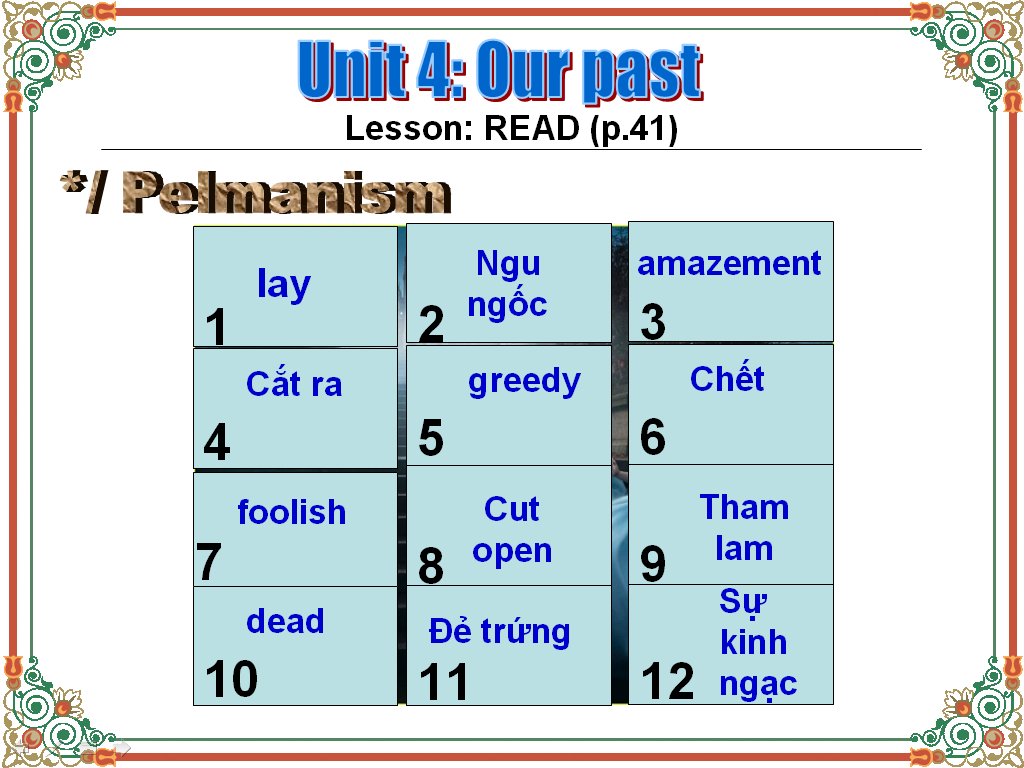 Unit 4: Our past
Lesson: READ (p.41)
*/ Pelmanism
lay
1
Ngu
ngốc
2
amazement
3
Cắt ra
4
greedy
5
Chết
6
foolish
7
Cut
open
8
Tham
lam
9
dead
10
Đẻ trứng
11
Sự
kinh
ngạc
12